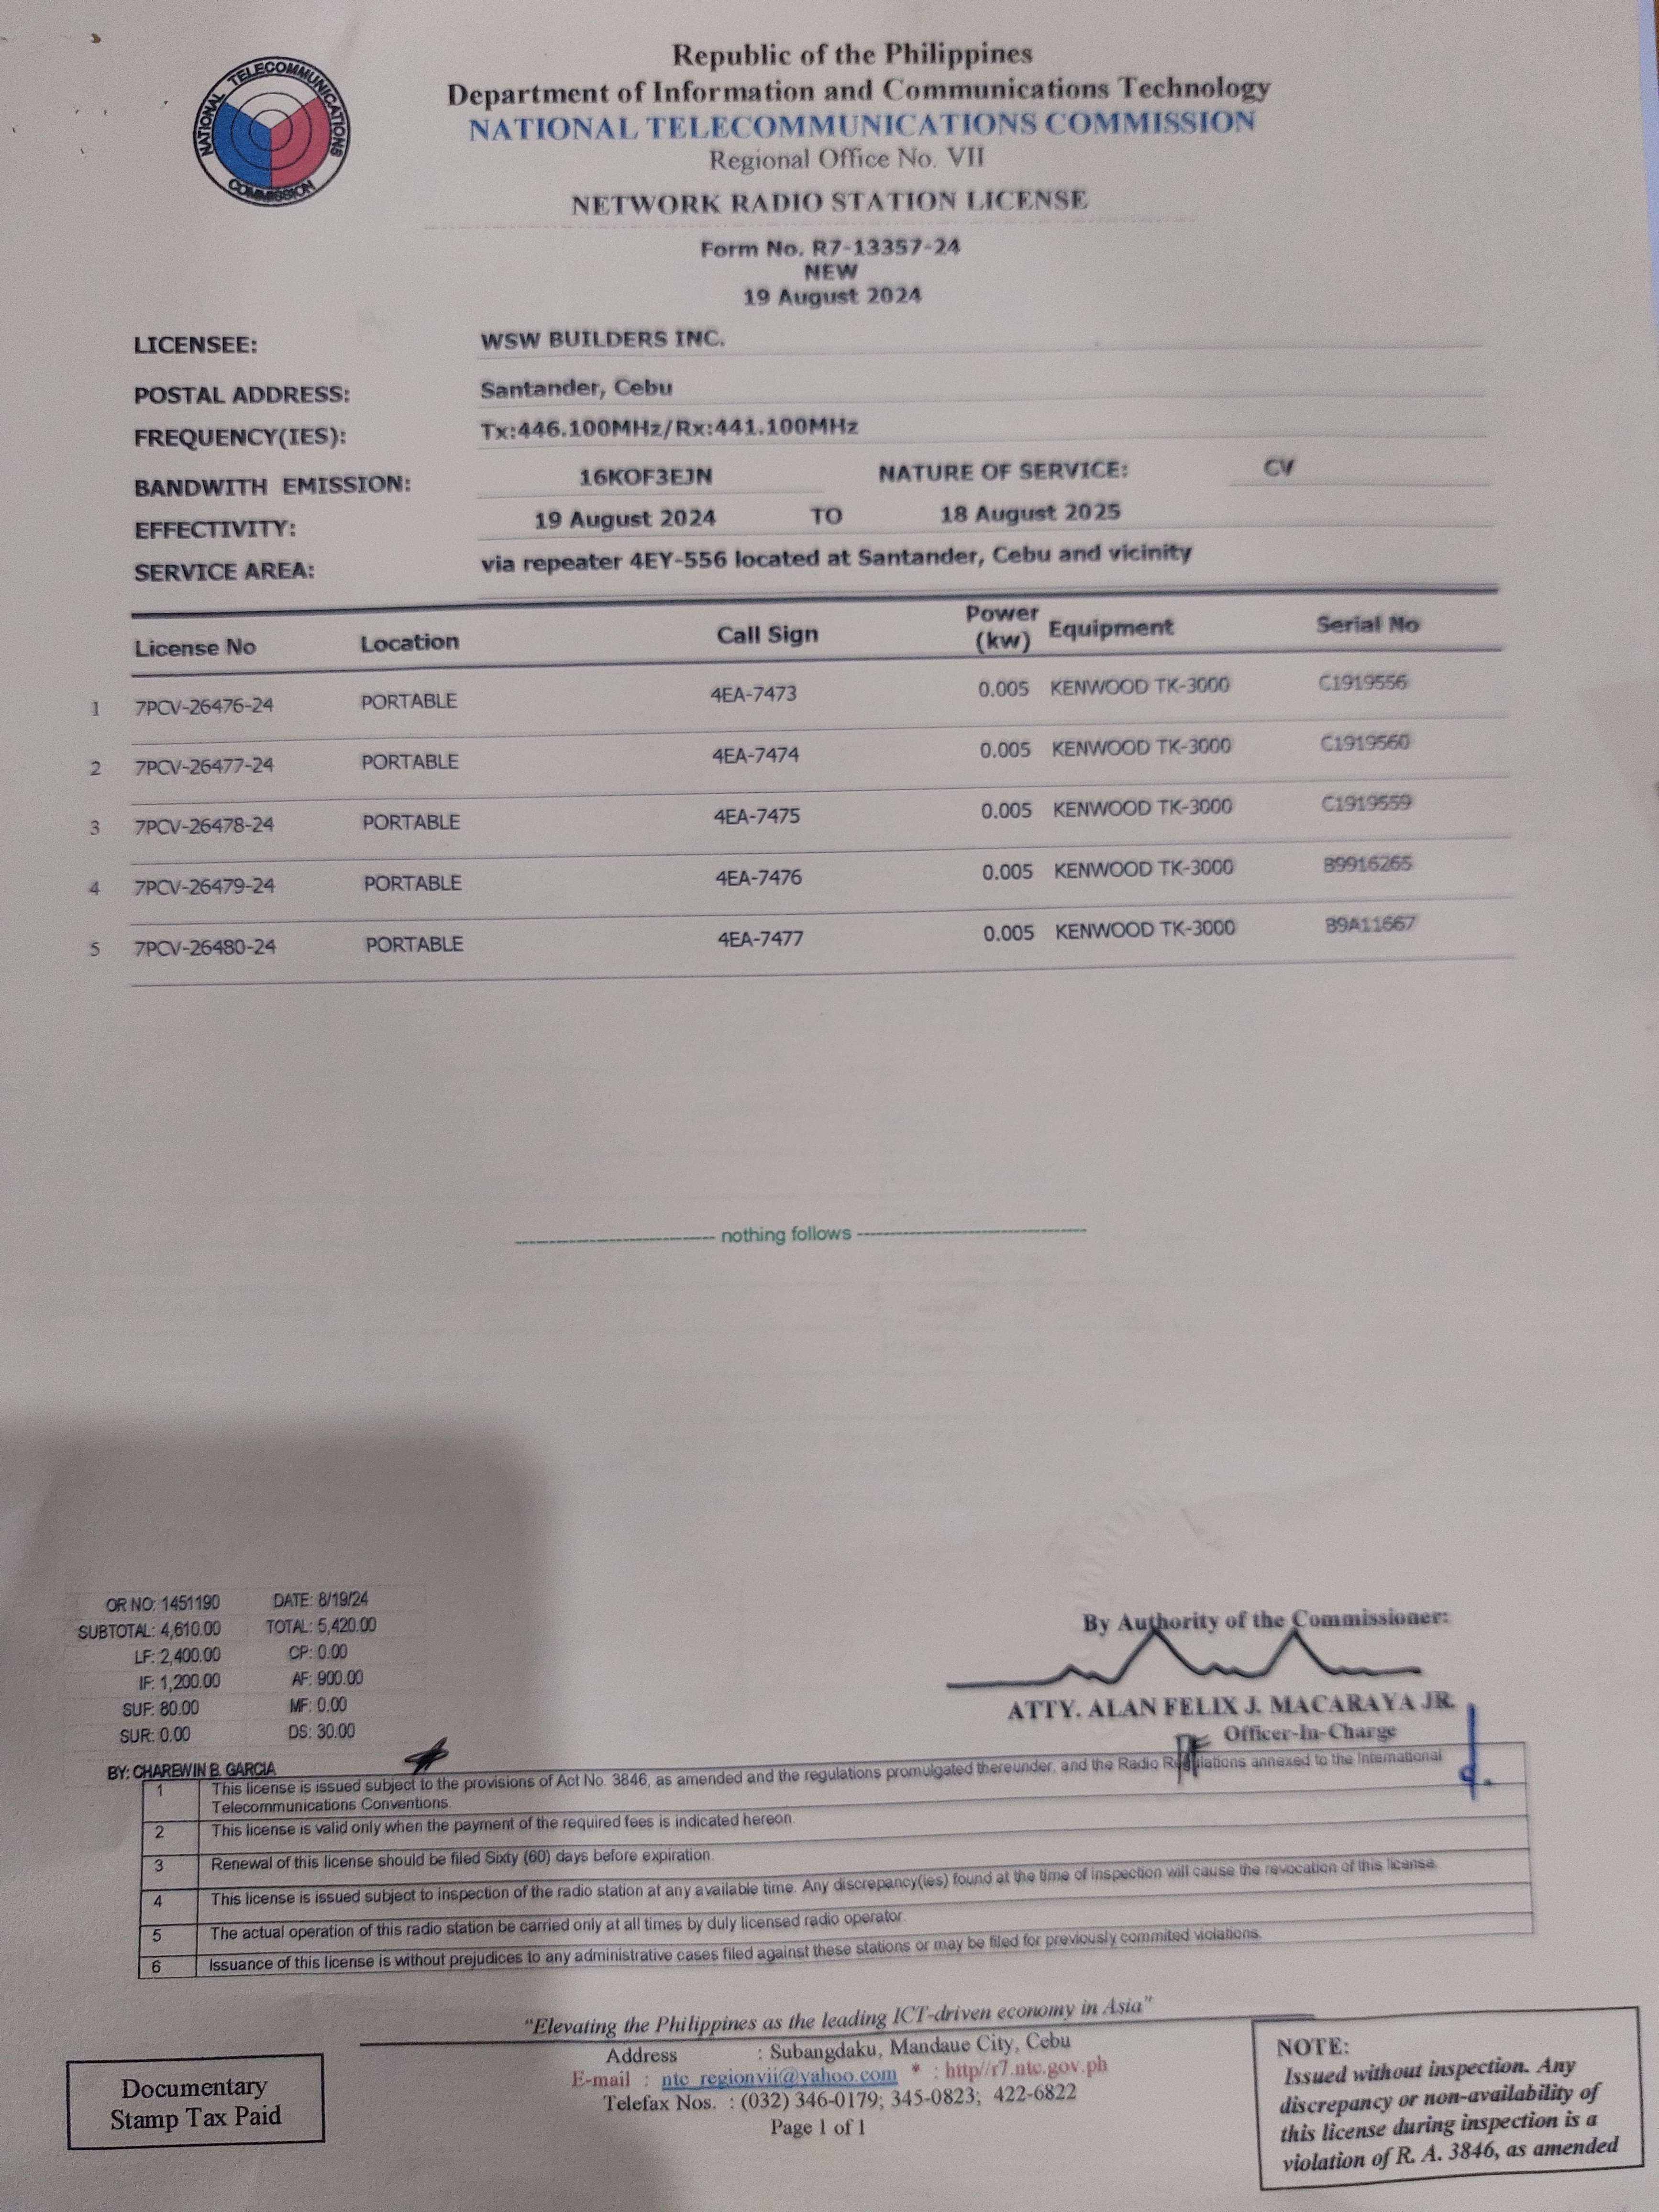 NATIONAL TELECOMMUNICATIONS COMMISSION
Republic of the Philippines
Department of Information and Communications Technology
NATIONAL TELECOMMUNICATIONS COMMISSION
Regional Office No. VII
NETWORK RADIO STATION LICENSE
Form No. R7-13357-24
NEW
19 August 2024
LICENSEE: WSW BUILDERS INC.
POSTAL ADDRESS: Santander, Cebu
FREQUENCY(IES): Tx:446.100MHz/Rx:441.100MHz
BANDWITH EMISSION: 16KOF3EJN NATURE OF SERVICE: CV
EFFECTIVITY: 19 August 2024 TO 18 August 2025
SERVICE AREA: via repeater 4EY-556 located at Santander, Cebu and vicinity
License No Location Call Sign Power (kw) Equipment Serial No
1 7PCV-26476-24 PORTABLE 4EA-7473 0.005 KENWOOD TK-3000 C1919556
2 7PCV-26477-24 PORTABLE 4EA-7474 0.005 KENWOOD TK-3000 C1919560
3 7PCV-26478-24 PORTABLE 4EA-7475 0.005 KENWOOD TK-3000 C1919559
4 7PCV-26479-24 PORTABLE 4EA-7476 0.005 KENWOOD TK-3000 B9916265
5 7PCV-26480-24 PORTABLE 4EA-7477 0.005 KENWOOD TK-3000 B9A11667
nothing follows
OR NO: 1451190 DATE: 8/19/24
SUBTOTAL: 4,610.00 TOTAL: 5,420.00
LF: 2,400.00 CP: 0.00
IF: 1,200.00 AF: 900.00
SUF: 80.00 MF: 0.00
SUR: 0.00 DS: 30.00
BY: CHAREWIN B. GARCIA
By Authority of the Commissioner:
ATTY. ALAN FELIX J. MACARAYA JR.
Officer-In-Charge
1 This license is issued subject to the provisions of Act No. 3846, as amended and the regulations promulgated thereunder, and the Radio Regulations annexed to the International
Telecommunications Conventions.
2 This license is valid only when the payment of the required fees is indicated hereon.
3 Renewal of this license should be filed Sixty (60) days before expiration.
4 This license is issued subject to inspection of the radio station at any available time. Any discrepancy(ies) found at the time of inspection will cause the revocation of this license.
5 The actual operation of this radio station be carried only at all times by duly licensed radio operator.
6 Issuance of this license is without prejudices to any administrative cases filed against these stations or may be filed for previously commited violations.
"Elevating the Philippines as the leading ICT-driven economy in Asia"
Address : Subangdaku, Mandaue City, Cebu
E-mail : ntc_regionvii@yahoo.com * : http//r7.ntc.gov.ph
Telefax Nos. : (032) 346-0179; 345-0823; 422-6822
Page 1 of 1
Documentary
Stamp Tax Paid
NOTE:
Issued without inspection. Any
discrepancy or non-availability of
this license during inspection is a
violation of R. A. 3846, as amended